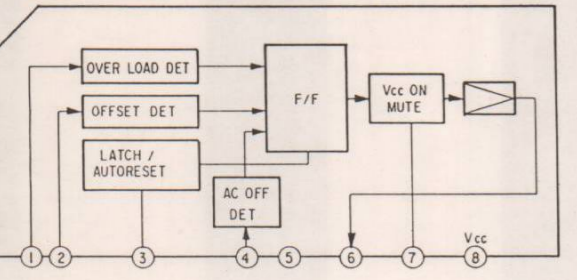 OVER LOAD DET
OFFSET DET
LATCH /
AUTORESET
F/F
Vcc ON
MUTE
AC OFF
DET
Vcc
1 2 3 4 5 6 7 8